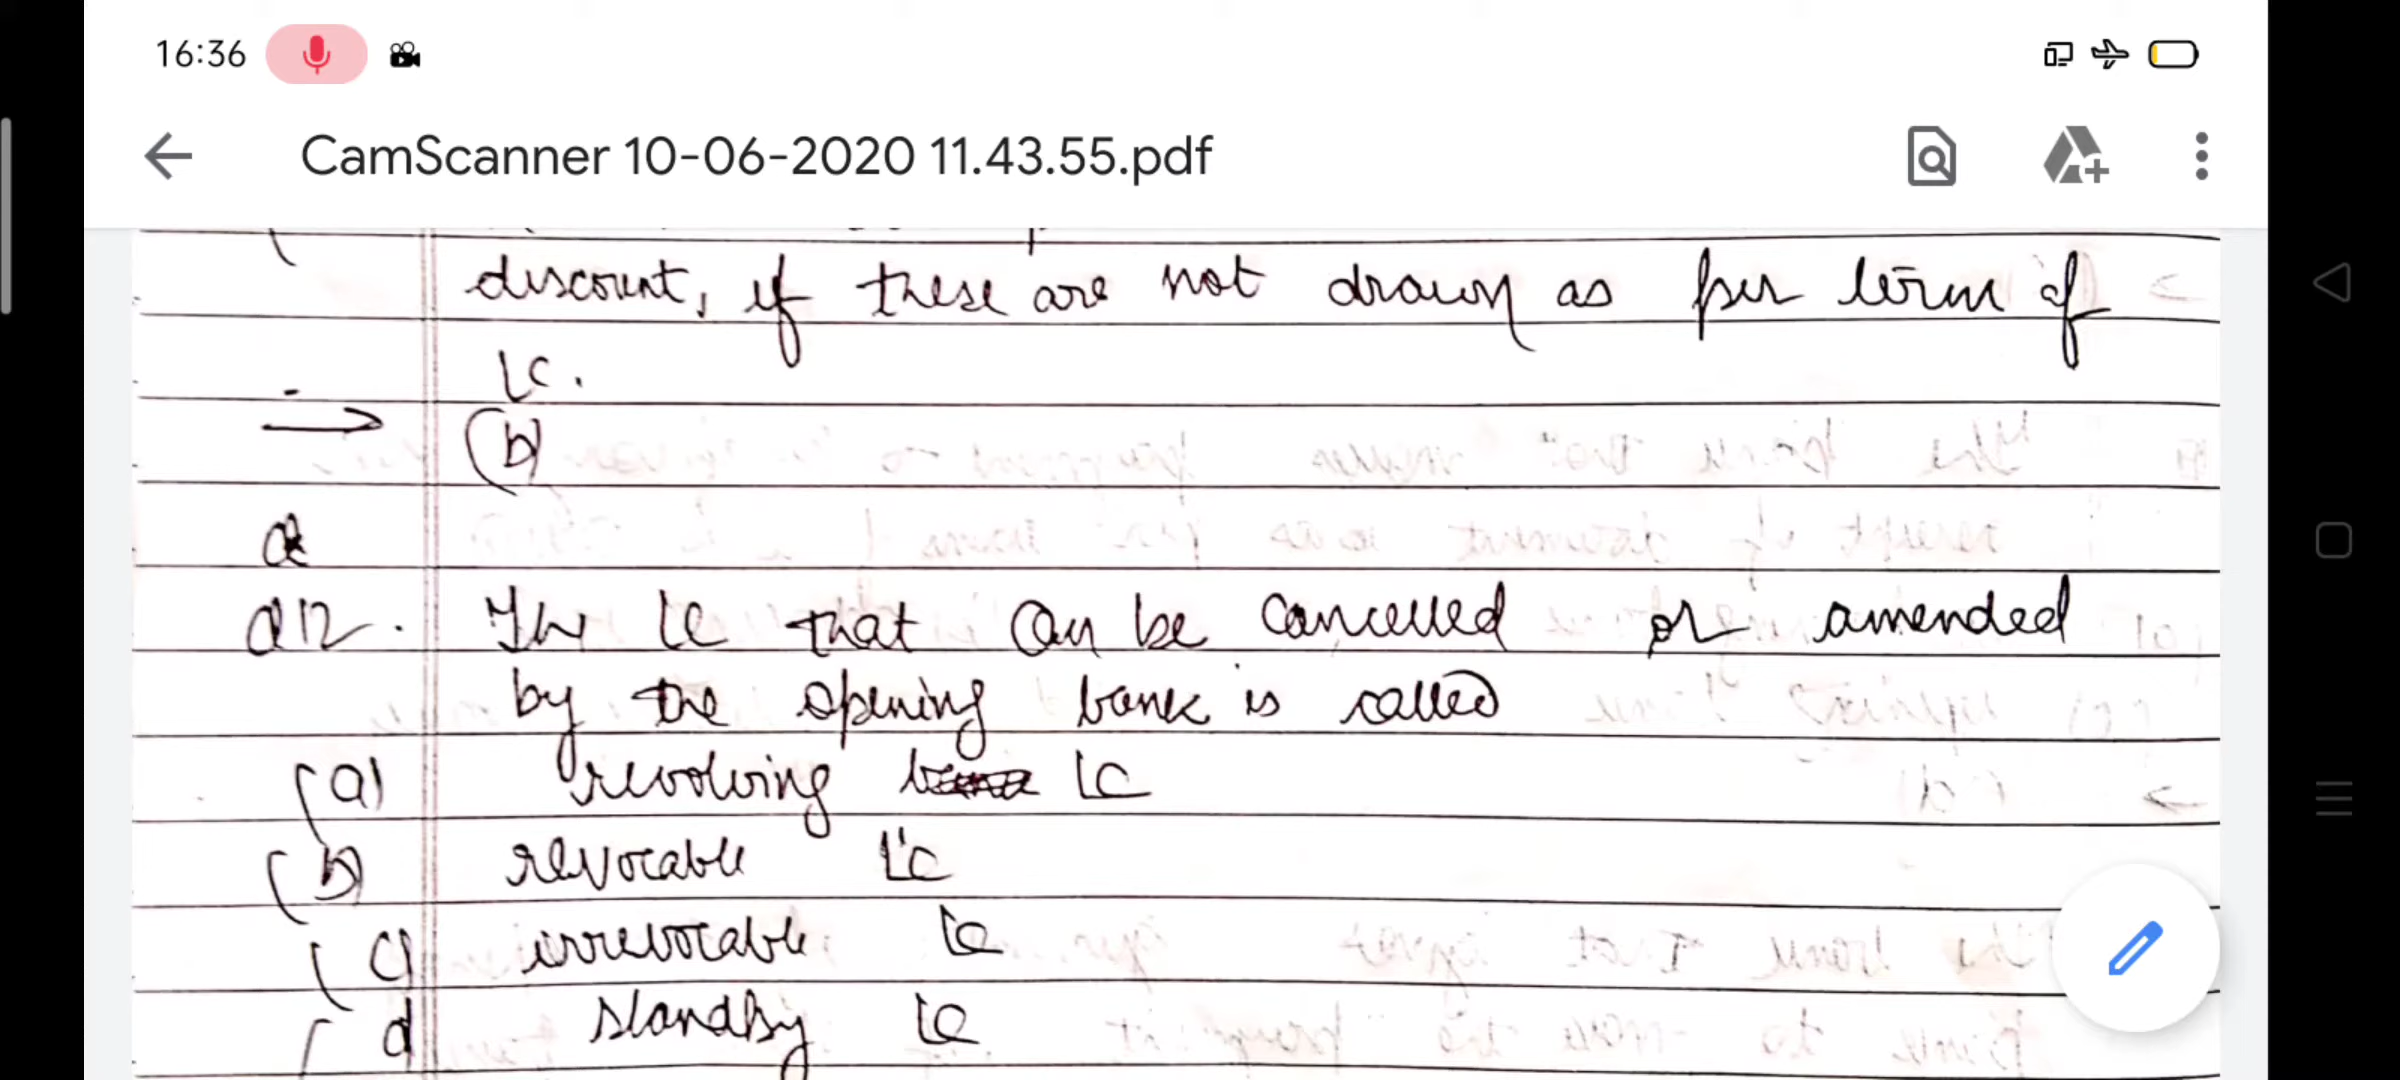 16:36
CamScanner 10-06-2020 11.43.55.pdf
discount, if these are not drawn as per term of
LC.
→ (b)
Q
Q12. The LC that can be cancelled or amended
by the opening bank is called
(a) revolving LC
(b) revocable LC
(c) irrevocable LC
(d standby LC